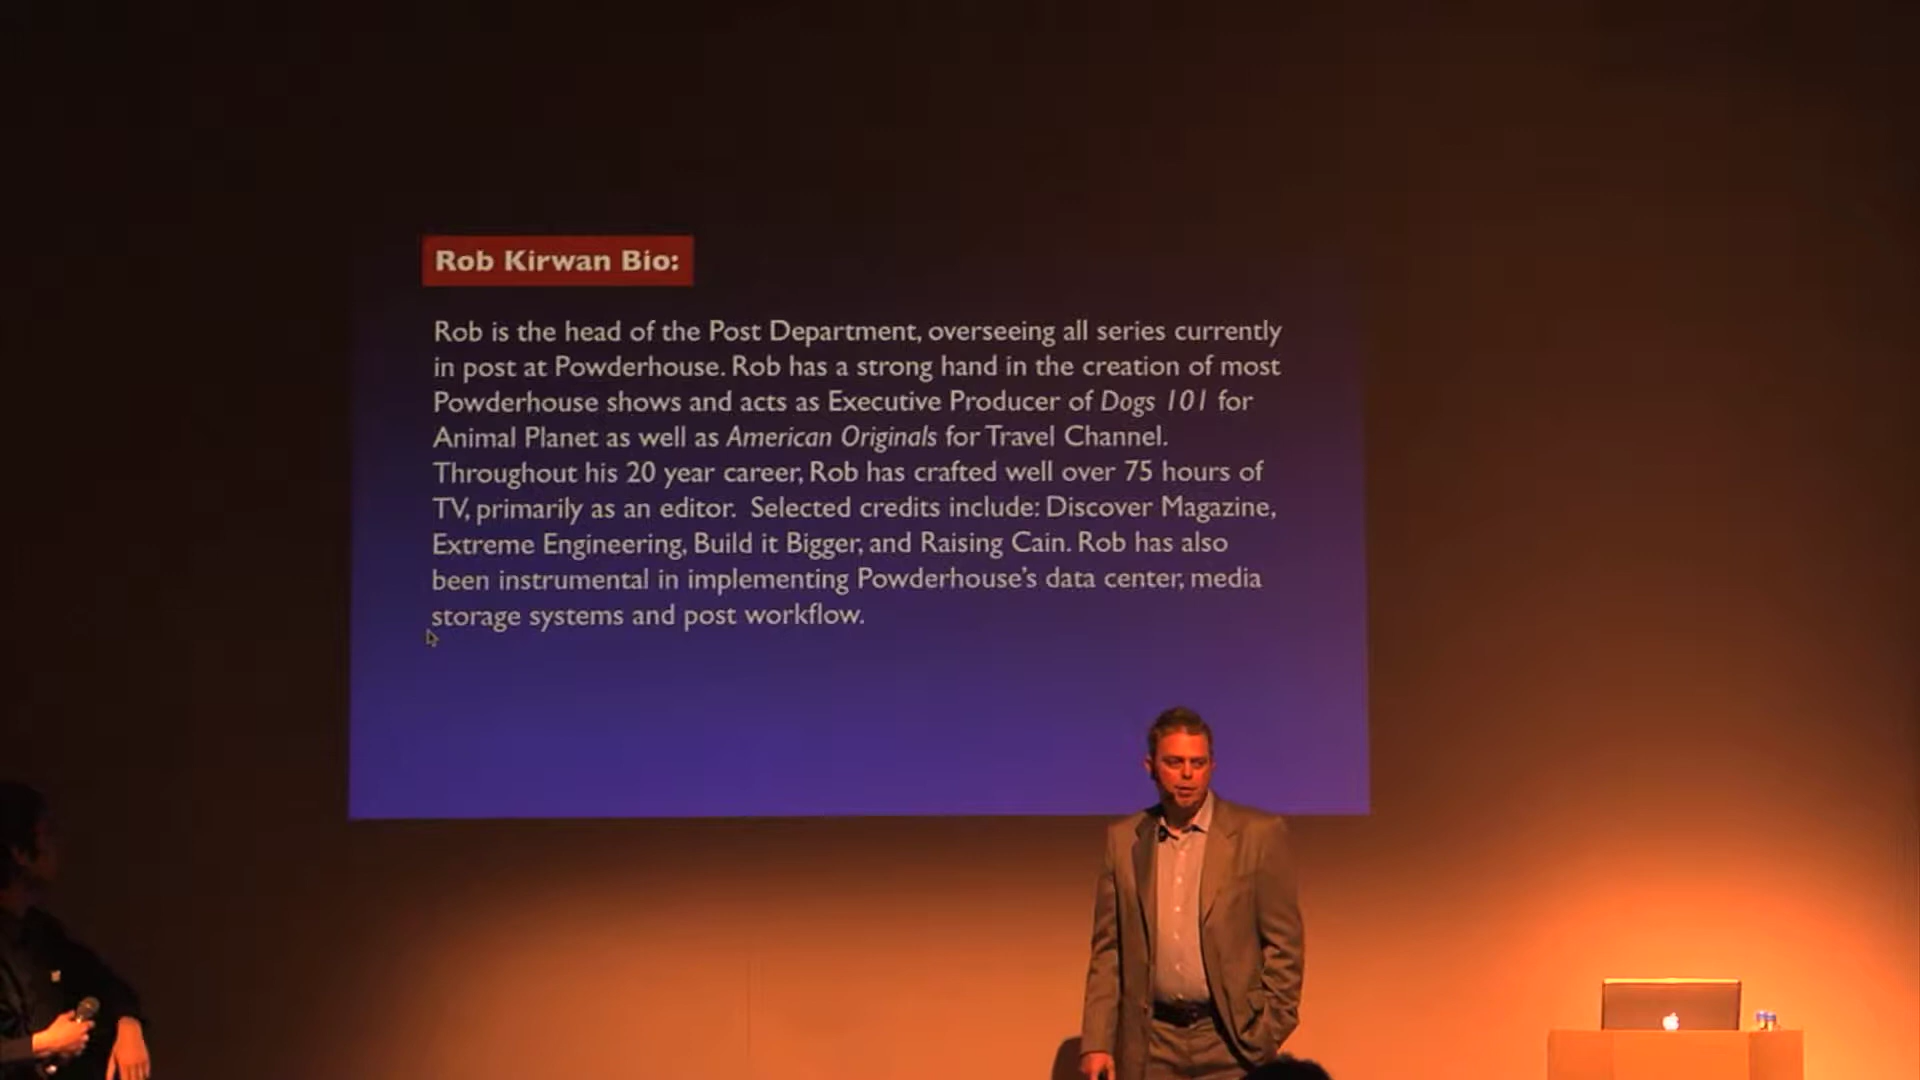 Rob Kirwan Bio:
Rob is the head of the Post Department, overseeing all series currently
in post at Powderhouse. Rob has a strong hand in the creation of most
Powderhouse shows and acts as Executive Producer of Dogs 101 for
Animal Planet as well as American Originals for Travel Channel.
Throughout his 20 year career, Rob has crafted well over 75 hours of
TV, primarily as an editor.  Selected credits include: Discover Magazine,
Extreme Engineering, Build it Bigger, and Raising Cain. Rob has also
been instrumental in implementing Powderhouse's data center, media
storage systems and post workflow.